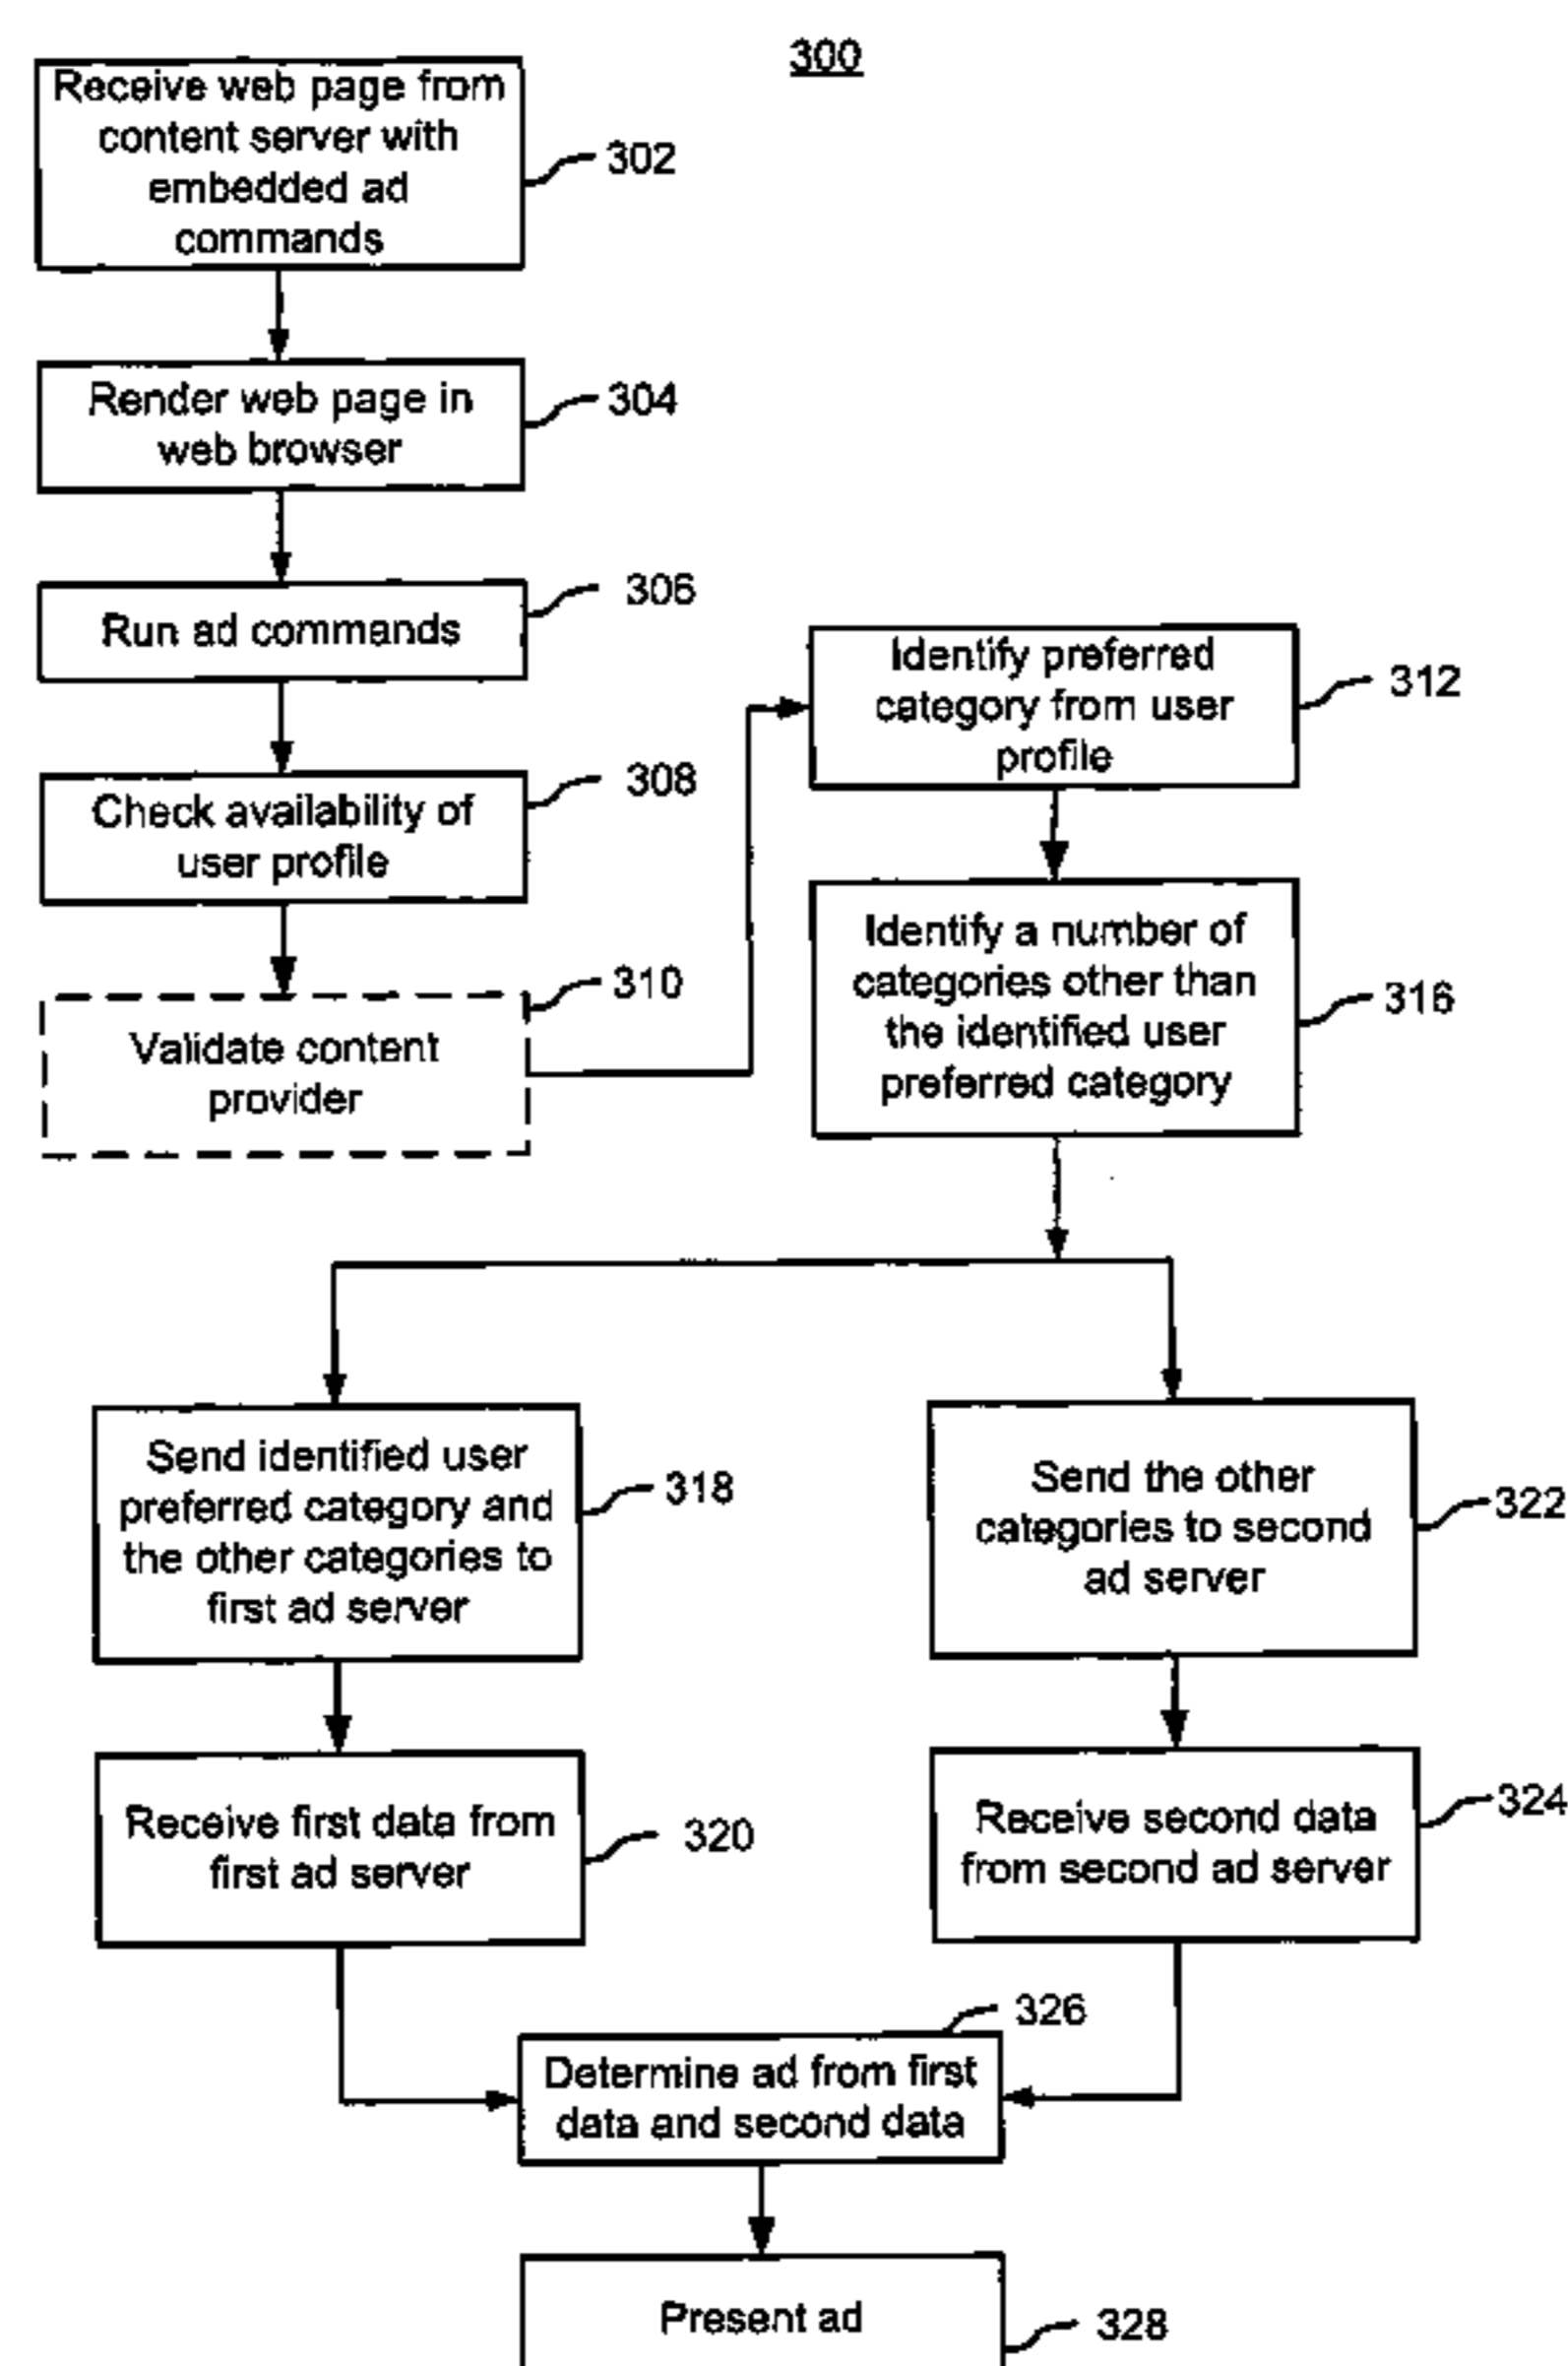 300
Receive web page from
content server with
embedded ad
commands
302
Render web page in
web browser
304
Run ad commands
306
Check availability of
user profile
308
Validate content
provider
310
Identify preferred
category from user
profile
312
Identify a number of
categories other than
the identified user
preferred category
316
Send identified user
preferred category and
the other categories to
first ad server
318
Send the other
categories to second
ad server
322
Receive first data from
first ad server
320
Receive second data
from second ad server
324
Determine ad from first
data and second data
326
Present ad
328